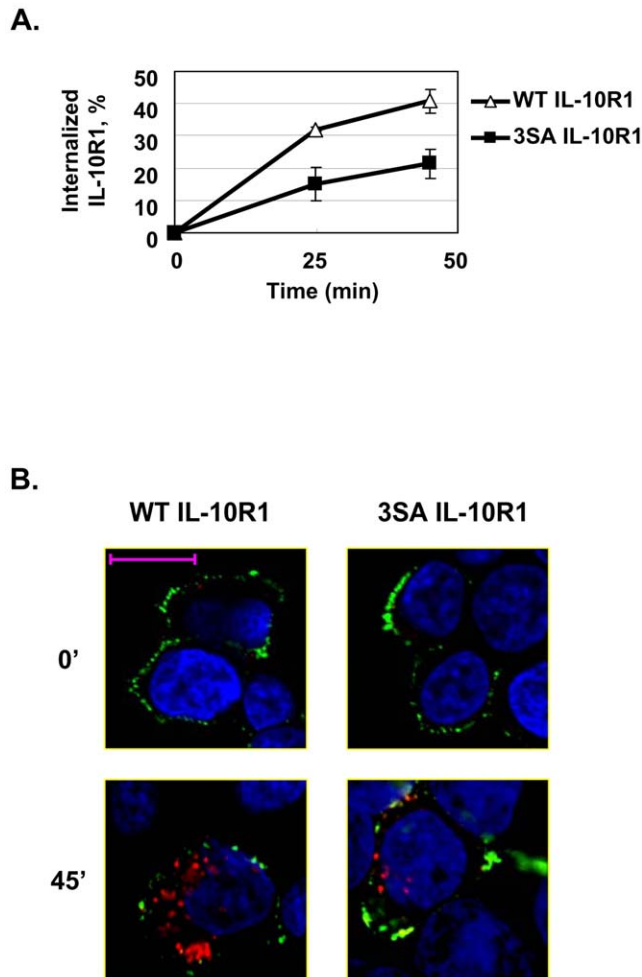 A.
50
40
30
20
10
0
Internalized
IL-10R1, %
0 25 50
Time (min)
WT IL-10R1
3SA IL-10R1
B.
WT IL-10R1 3SA IL-10R1
0’
45’